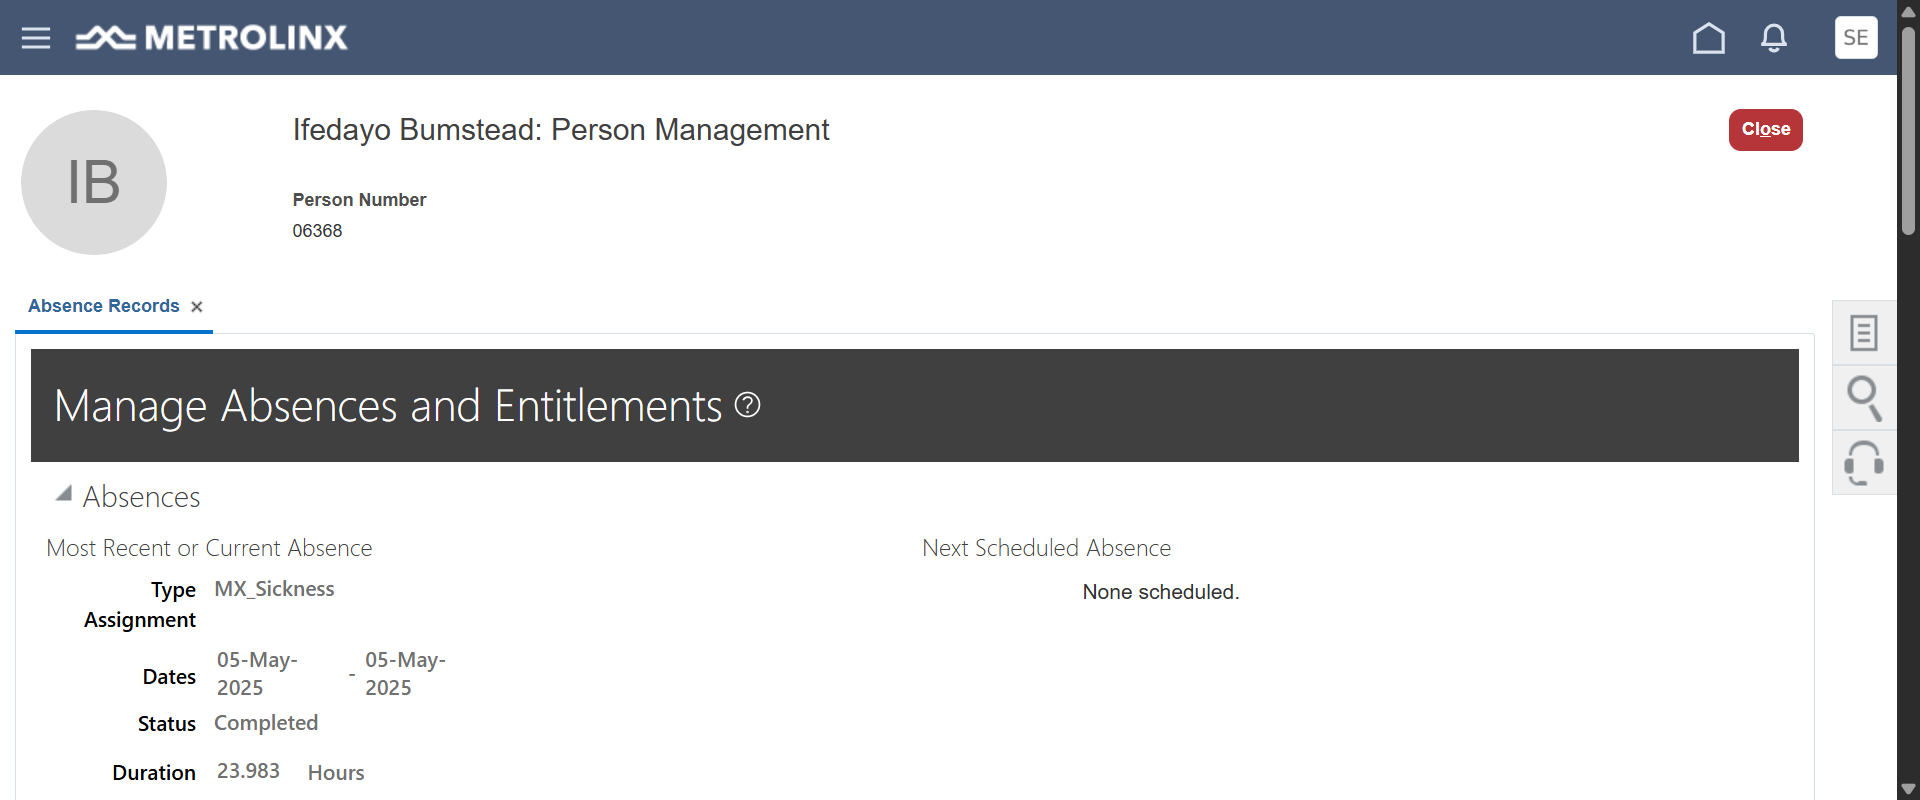 METROLINX
SE
IB
Ifedayo Bumstead: Person Management
Close
Person Number
06368
Absence Records
Manage Absences and Entitlements ?
Absences
Most Recent or Current Absence
Type MX_Sickness
Assignment
Dates 05-May-2025 - 05-May-2025
Status Completed
Duration 23.983 Hours
Next Scheduled Absence
None scheduled.